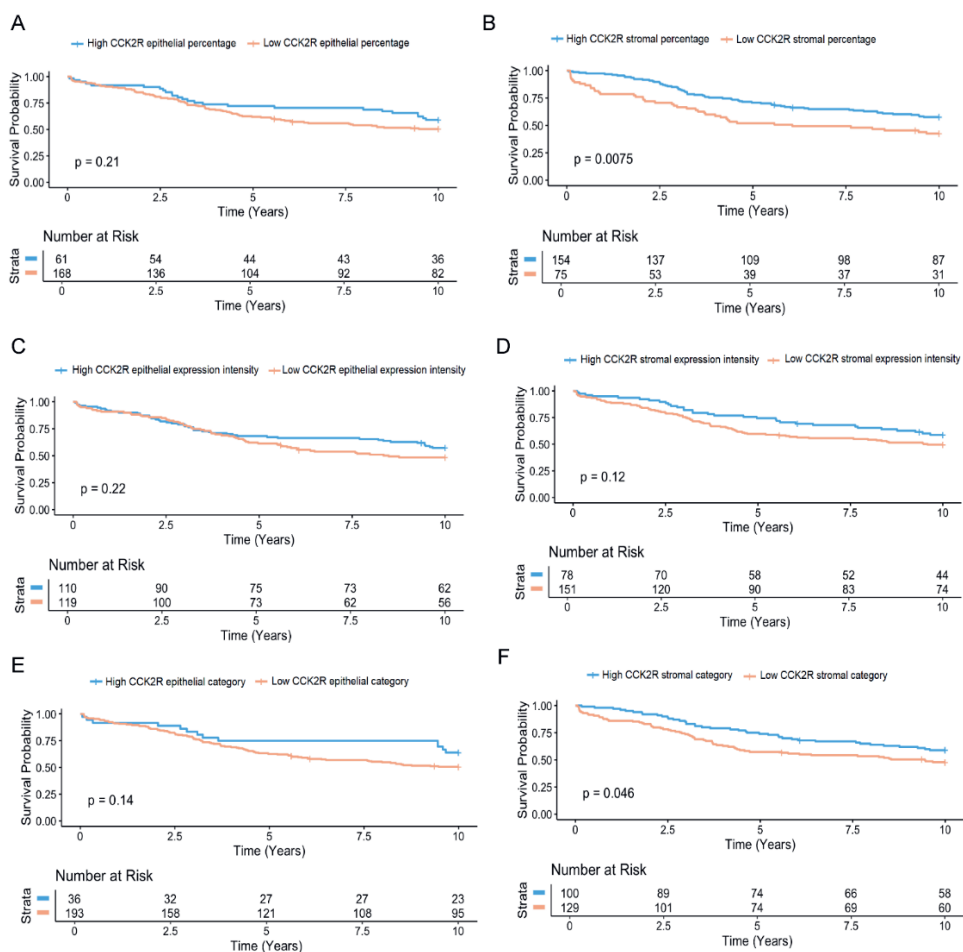 A
High CCK2R epithelial percentage Low CCK2R epithelial percentage
Survival Probability
1.00
0.75
0.50
0.25
0.00
p = 0.21
0 2.5 5 7.5 10
Time (Years)
Number at Risk
Strata
61 54 44 43 36
168 136 104 92 82
0 2.5 5 7.5 10
Time (Years)
B
High CCK2R stromal percentage Low CCK2R stromal percentage
Survival Probability
1.00
0.75
0.50
0.25
0.00
p = 0.0075
0 2.5 5 7.5 10
Time (Years)
Number at Risk
Strata
154 137 109 98 87
75 53 39 37 31
0 2.5 5 7.5 10
Time (Years)
C
High CCK2R epithelial expression intensity Low CCK2R epithelial expression intensity
Survival Probability
1.00
0.75
0.50
0.25
0.00
p = 0.22
0 2.5 5 7.5 10
Time (Years)
Number at Risk
Strata
110 90 75 73 62
119 100 73 62 56
0 2.5 5 7.5 10
Time (Years)
D
High CCK2R stromal expression intensity Low CCK2R stromal expression intensity
Survival Probability
1.00
0.75
0.50
0.25
0.00
p = 0.12
0 2.5 5 7.5 10
Time (Years)
Number at Risk
Strata
78 70 58 52 44
151 120 90 83 74
0 2.5 5 7.5 10
Time (Years)
E
High CCK2R epithelial category Low CCK2R epithelial category
Survival Probability
1.00
0.75
0.50
0.25
0.00
p = 0.14
0 2.5 5 7.5 10
Time (Years)
Number at Risk
Strata
36 32 27 27 23
193 158 121 108 95
0 2.5 5 7.5 10
Time (Years)
F
High CCK2R stromal category Low CCK2R stromal category
Survival Probability
1.00
0.75
0.50
0.25
0.00
p = 0.046
0 2.5 5 7.5 10
Time (Years)
Number at Risk
Strata
100 89 74 66 58
129 101 74 69 60
0 2.5 5 7.5 10
Time (Years)